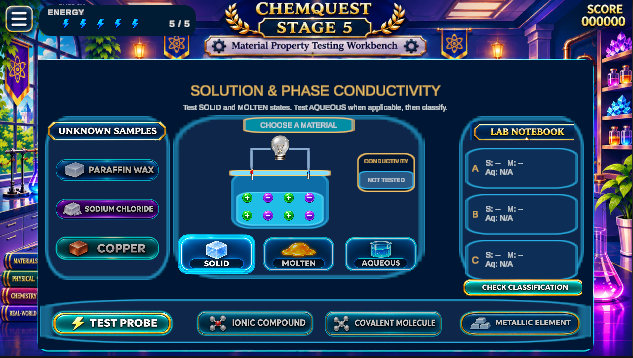 ENERGY
5 / 5
CHEMQUEST
STAGE 5
Material Property Testing Workbench
SCORE
000000
SOLUTION & PHASE CONDUCTIVITY
Test SOLID and MOLTEN states. Test AQUEOUS when applicable, then classify.
UNKNOWN SAMPLES
PARAFFIN WAX
SODIUM CHLORIDE
COPPER
CHOOSE A MATERIAL
CONDUCTIVITY
NOT TESTED
SOLID
MOLTEN
AQUEOUS
LAB NOTEBOOK
A
S: -- M: --
Aq: N/A
B
S: -- M: --
Aq: N/A
C
S: -- M: --
Aq: N/A
CHECK CLASSIFICATION
MATERIALS
PHYSICAL
CHEMISTRY
REAL-WORLD
TEST PROBE
IONIC COMPOUND
COVALENT MOLECULE
METALLIC ELEMENT